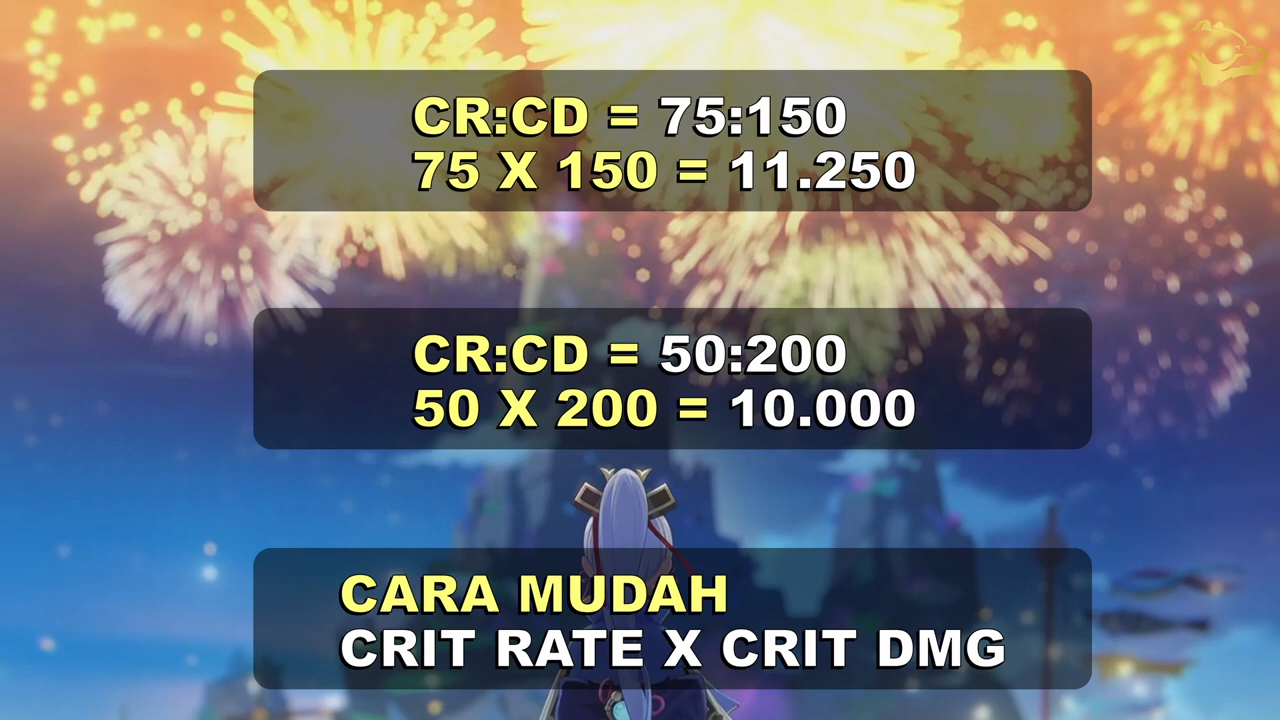 CR:CD = 75:150
75 X 150 = 11.250
CR:CD = 50:200
50 X 200 = 10.000
CARA MUDAH
CRIT RATE X CRIT DMG